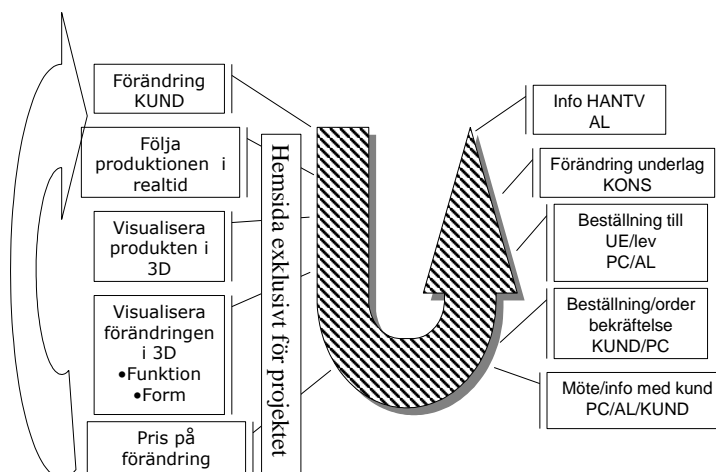 Förändring
KUND
Följa
produktionen i
realtid
Visualisera
produkten i
3D
Visualisera
förändringen
i 3D
•Funktion
•Form
Pris på
förändring
Hemsida exklusivt för projektet
Info HANTV
AL
Förändring underlag
KONS
Beställning till
UE/lev
PC/AL
Beställning/order
bekräftelse
KUND/PC
Möte/info med kund
PC/AL/KUND